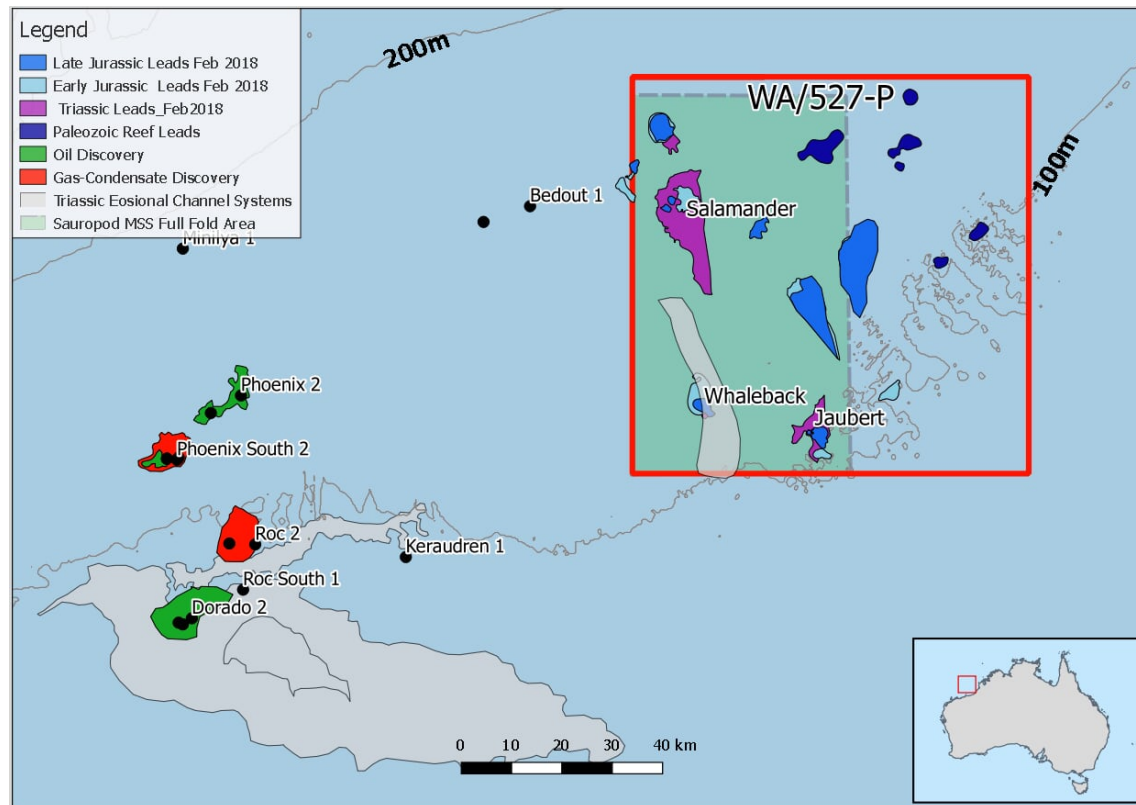 Legend
Late Jurassic Leads Feb 2018
Early Jurassic Leads Feb 2018
Triassic Leads_Feb2018
Paleozoic Reef Leads
Oil Discovery
Gas-Condensate Discovery
Triassic Eosional Channel Systems
Sauropod MSS Full Fold Area
200m
WA/527-P
100m
Bedout 1
Salamander
Minilya 1
Phoenix 2
Whaleback
Jaubert
Phoenix South 2
Roc 2
Keraudren 1
Roc South 1
Dorado 2
0 10 20 30 40 km